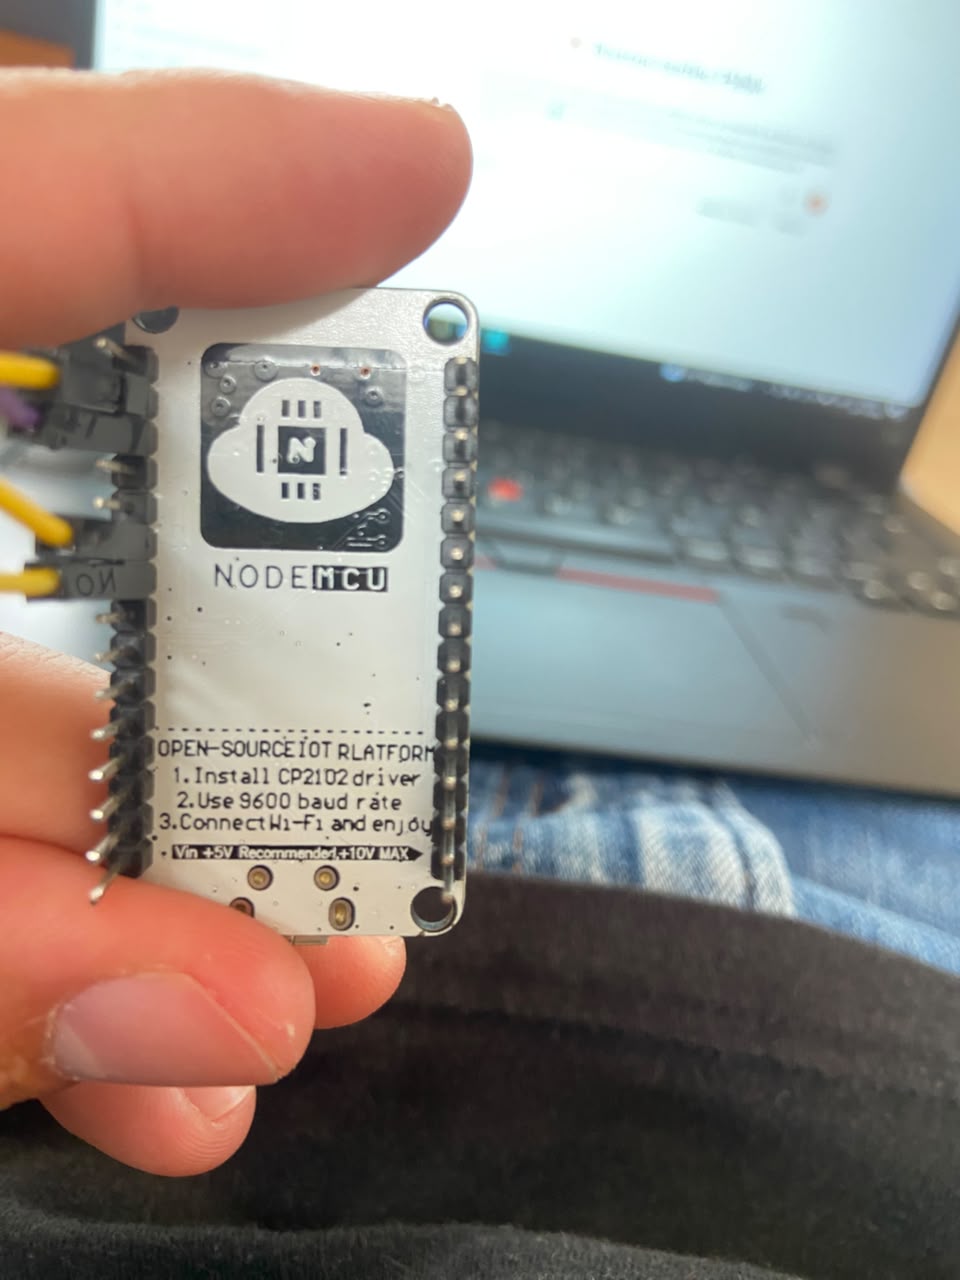 N
NODEMCU
OPEN-SOURCEIOT RLATFORM
1.Install CP2102 driver
2.Use 9600 baud rate
3.ConnectWi-Fi and enjoy
Vin +5V Recommended,+10V MAX
NO